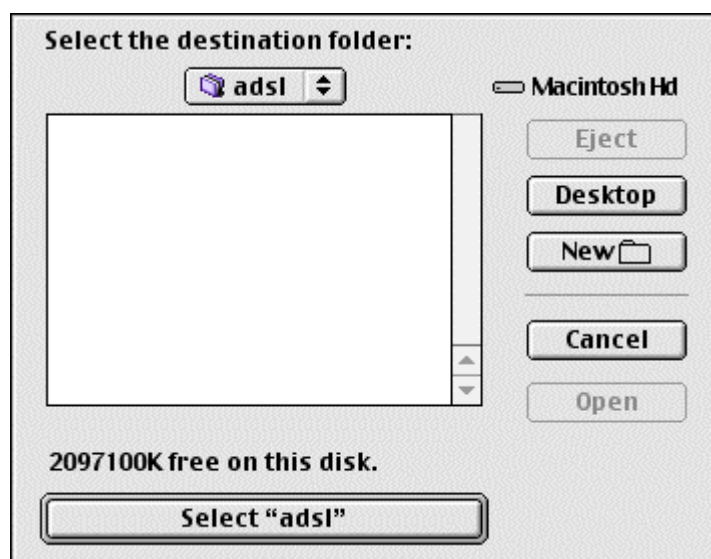 Select the destination folder:
adsl
Macintosh Hd
Eject
Desktop
New
Cancel
Open
2097100K free on this disk.
Select “adsl”